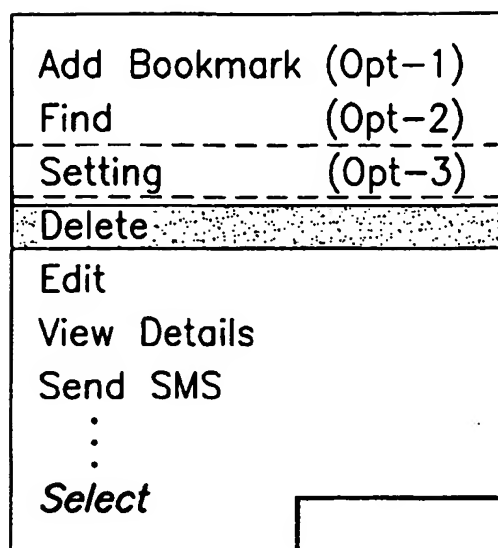 Add Bookmark (Opt-1)
Find (Opt-2)
Setting (Opt-3)
Delete
Edit
View Details
Send SMS
Select